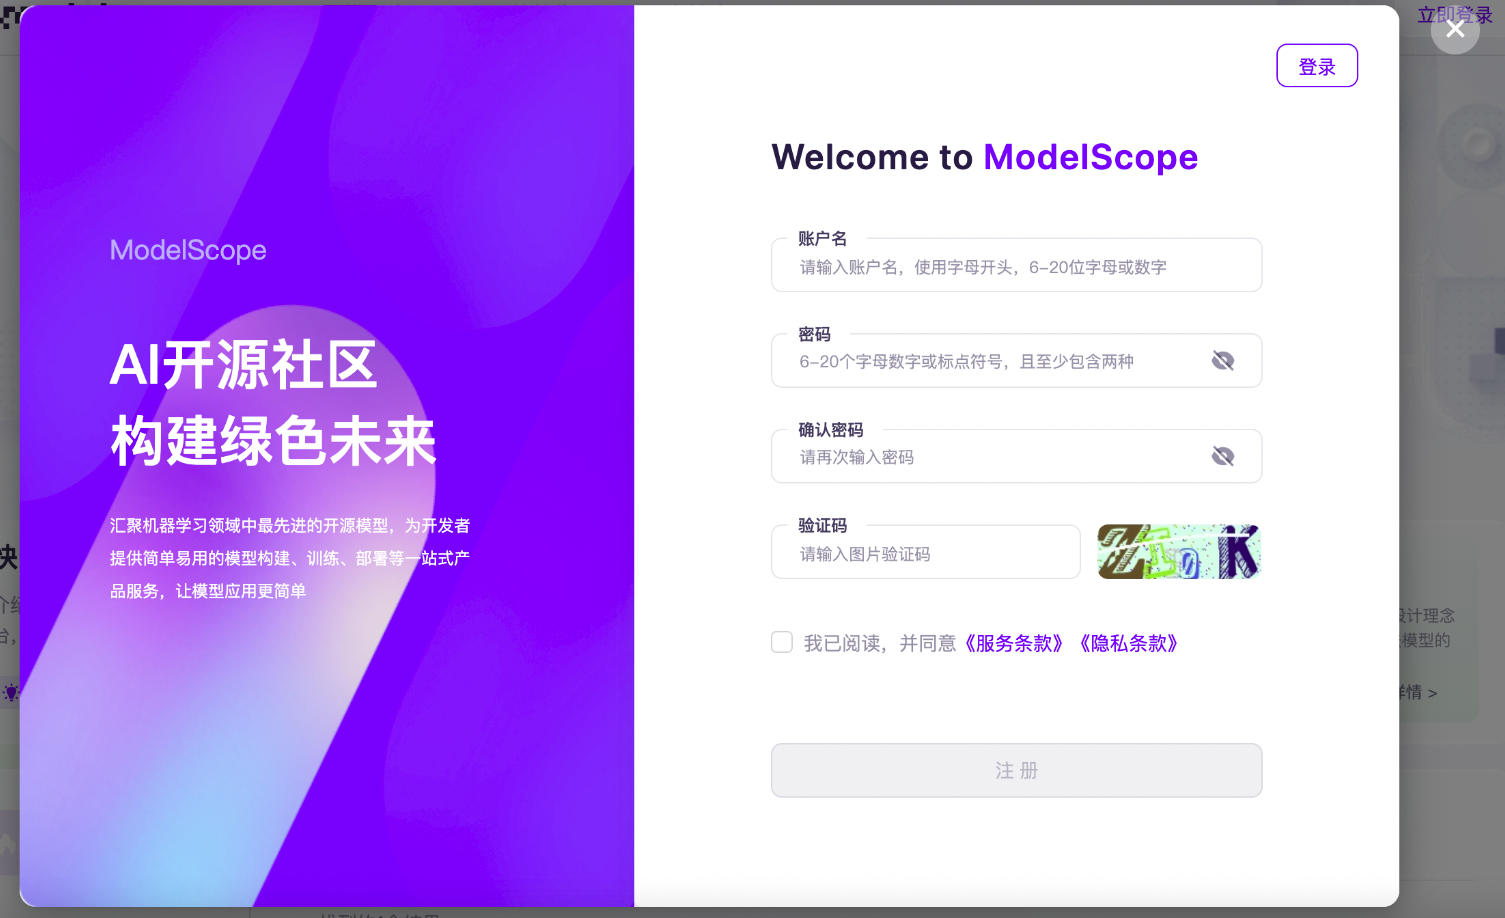 立即登录
登录
Welcome to ModelScope
ModelScope
AI开源社区
构建绿色未来
汇聚机器学习领域中最先进的开源模型，为开发者
提供简单易用的模型构建、训练、部署等一站式产
品服务，让模型应用更简单
账户名
请输入账户名，使用字母开头，6-20位字母或数字
密码
6-20个字母数字或标点符号，且至少包含两种
确认密码
请再次输入密码
验证码
请输入图片验证码
我已阅读，并同意《服务条款》《隐私条款》
注 册
快
介
台，
设计理念
模型的
详情 >